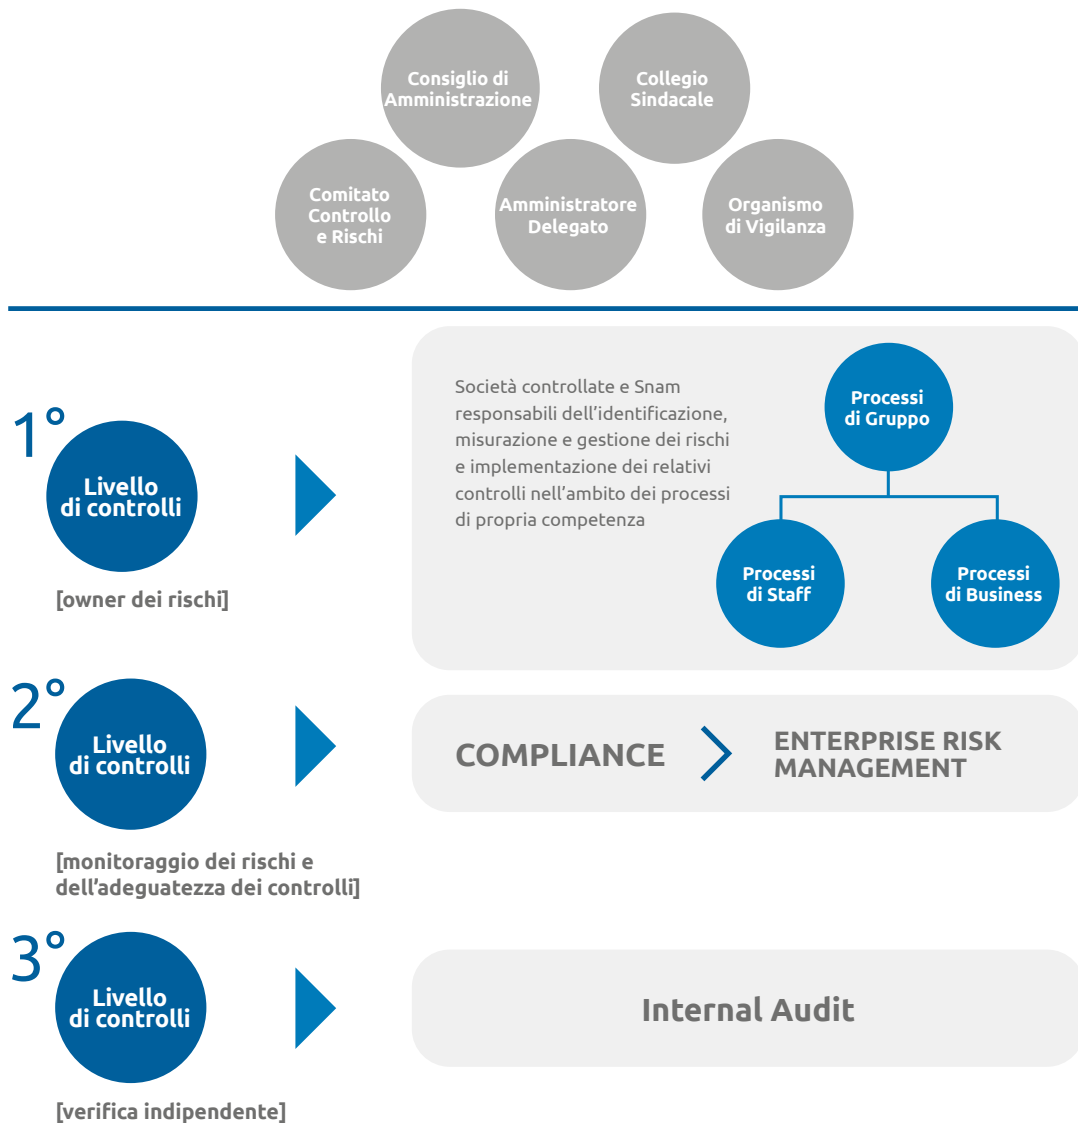 Consiglio di
Amministrazione
Collegio
Sindacale
Comitato
Controllo
e Rischi
Amministratore
Delegato
Organismo
di Vigilanza
1°
Livello
di controlli
[owner dei rischi]
Società controllate e Snam
responsabili dell'identificazione,
misurazione e gestione dei rischi
e implementazione dei relativi
controlli nell'ambito dei processi
di propria competenza
Processi
di Gruppo
Processi
di Staff
Processi
di Business
2°
Livello
di controlli
[monitoraggio dei rischi e
dell'adeguatezza dei controlli]
COMPLIANCE
ENTERPRISE RISK
MANAGEMENT
3°
Livello
di controlli
[verifica indipendente]
Internal Audit